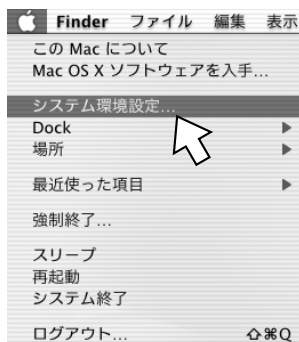 Finder ファイル 編集 表示
この Mac について
Mac OS X ソフトウェアを入手...
システム環境設定...
Dock
場所
最近使った項目
強制終了...
スリープ
再起動
システム終了
ログアウト... ⇧⌘Q